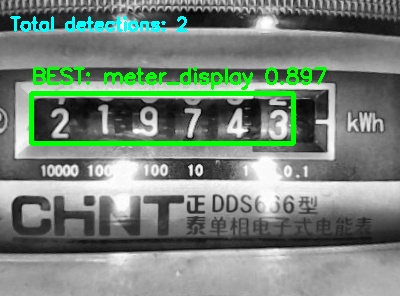 Total detections: 2
BEST: meter_display 0.897
2 1 9 7 4 3 kWh
10000 1000 100 10 1 0.1
CHNT 正泰 DDS666型
单相电子式电能表